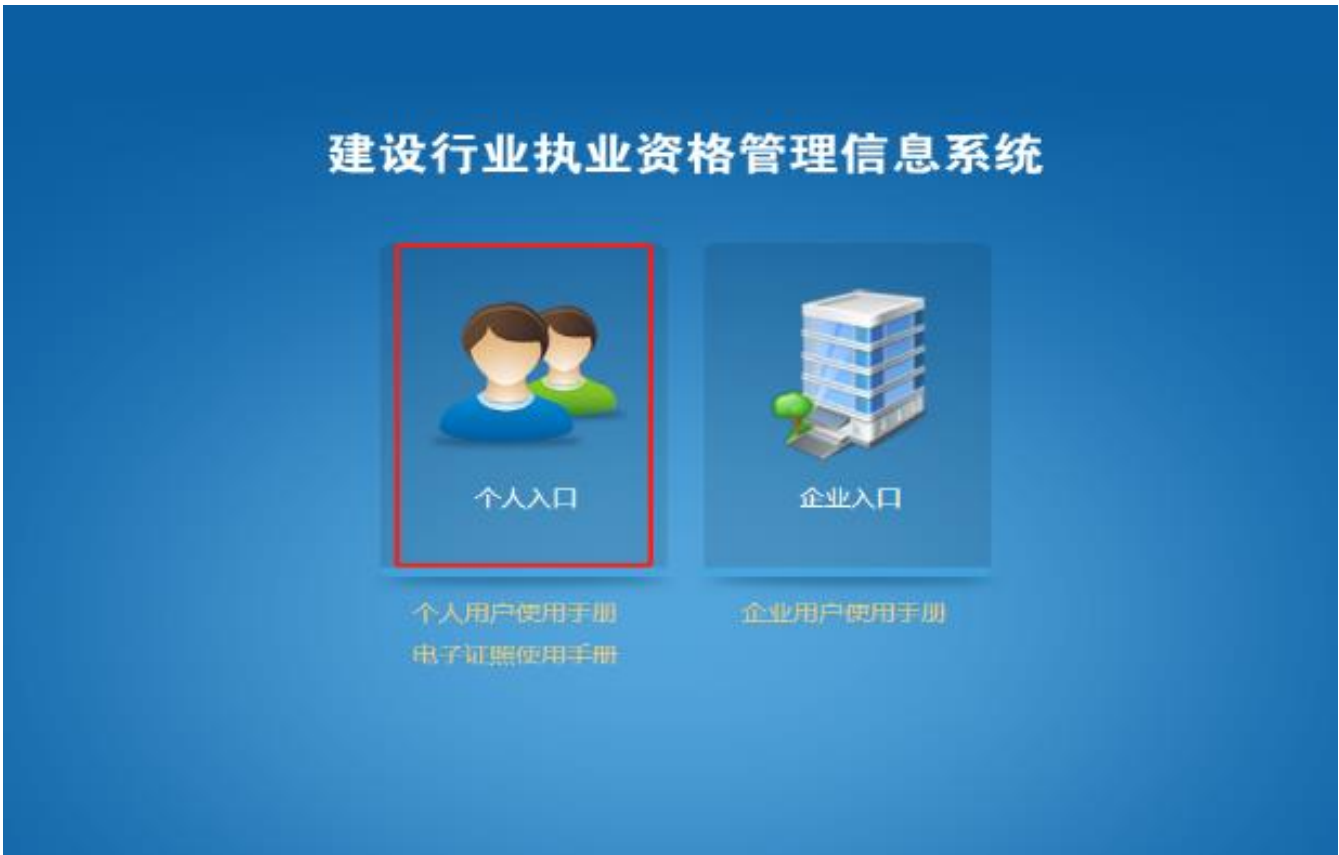 建设行业执业资格管理信息系统
个人入口
企业入口
个人用户使用手册
企业用户使用手册
电子证照使用手册